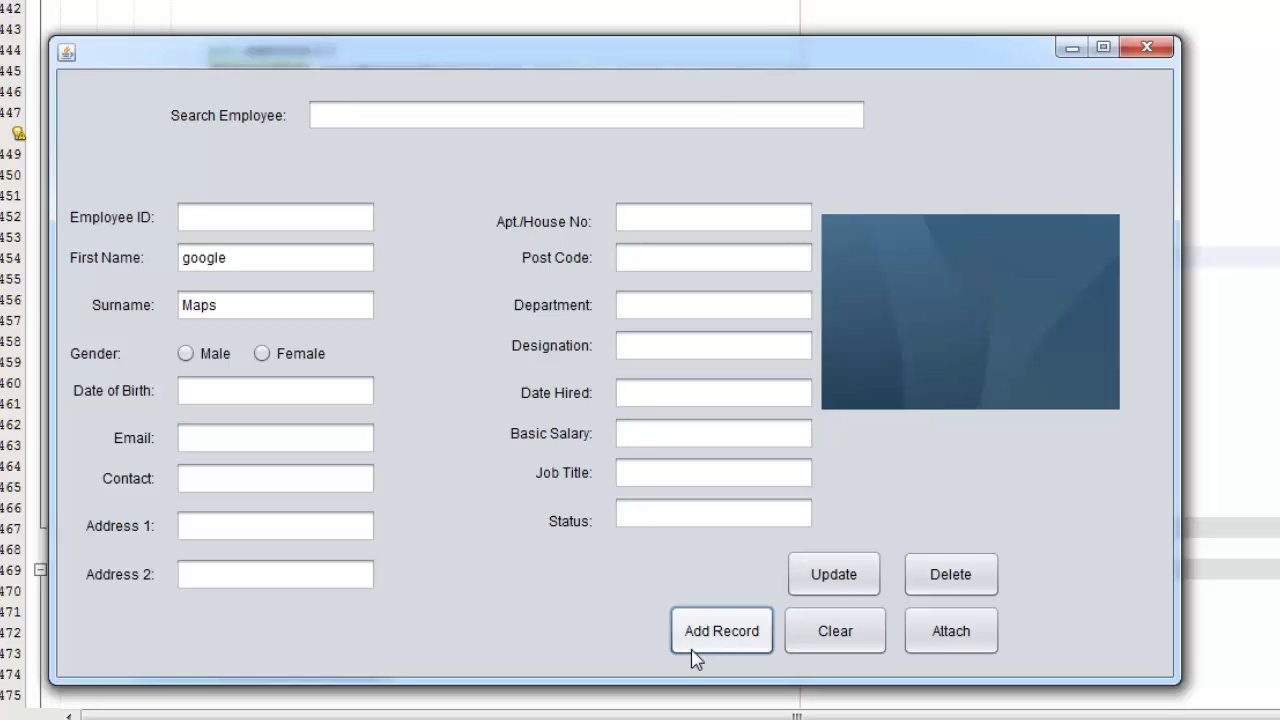 442
443
444
445
446
447
449
450
451
452
453
454
455
456
457
458
459
460
461
462
463
464
465
466
467
468
469
470
471
472
473
474
475
Search Employee:
Employee ID:
First Name: google
Surname: Maps
Gender: Male Female
Date of Birth:
Email:
Contact:
Address 1:
Address 2:
Apt./House No:
Post Code:
Department:
Designation:
Date Hired:
Basic Salary:
Job Title:
Status:
Update Delete
Add Record Clear Attach